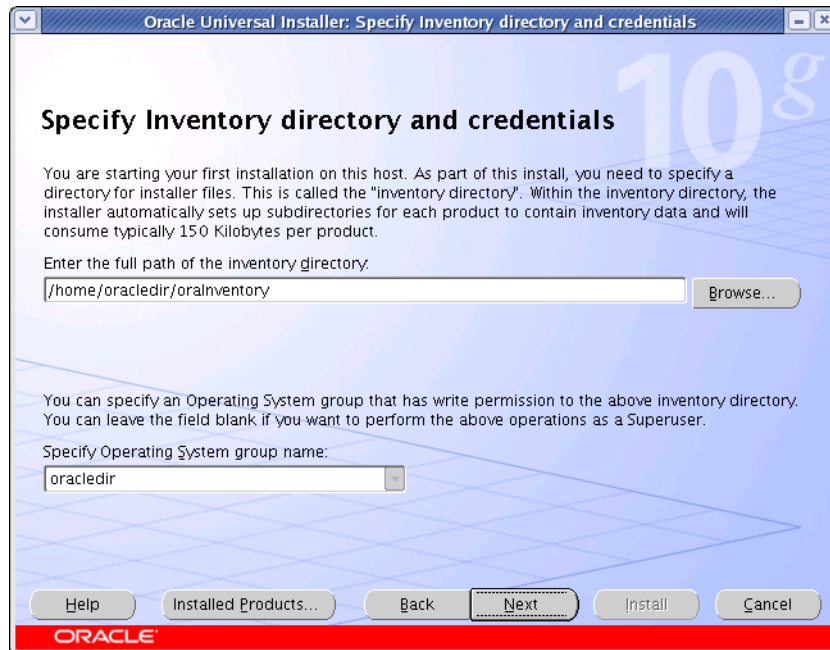 Oracle Universal Installer: Specify Inventory directory and credentials
10g
Specify Inventory directory and credentials
You are starting your first installation on this host. As part of this install, you need to specify a
directory for installer files. This is called the "inventory directory". Within the inventory directory, the
installer automatically sets up subdirectories for each product to contain inventory data and will
consume typically 150 Kilobytes per product.
Enter the full path of the inventory directory:
/home/oracledir/oraInventory
Browse...
You can specify an Operating System group that has write permission to the above inventory directory.
You can leave the field blank if you want to perform the above operations as a Superuser.
Specify Operating System group name:
oracledir
Help
Installed Products...
Back
Next
Install
Cancel
ORACLE